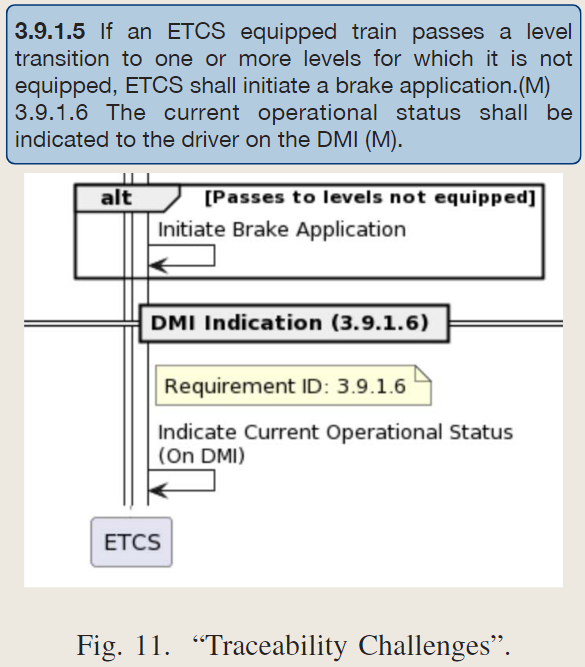 3.9.1.5 If an ETCS equipped train passes a level
transition to one or more levels for which it is not
equipped, ETCS shall initiate a brake application.(M)
3.9.1.6 The current operational status shall be
indicated to the driver on the DMI (M).
alt [Passes to levels not equipped]
Initiate Brake Application
DMI Indication (3.9.1.6)
Requirement ID: 3.9.1.6
Indicate Current Operational Status
(On DMI)
ETCS
Fig. 11. “Traceability Challenges”.